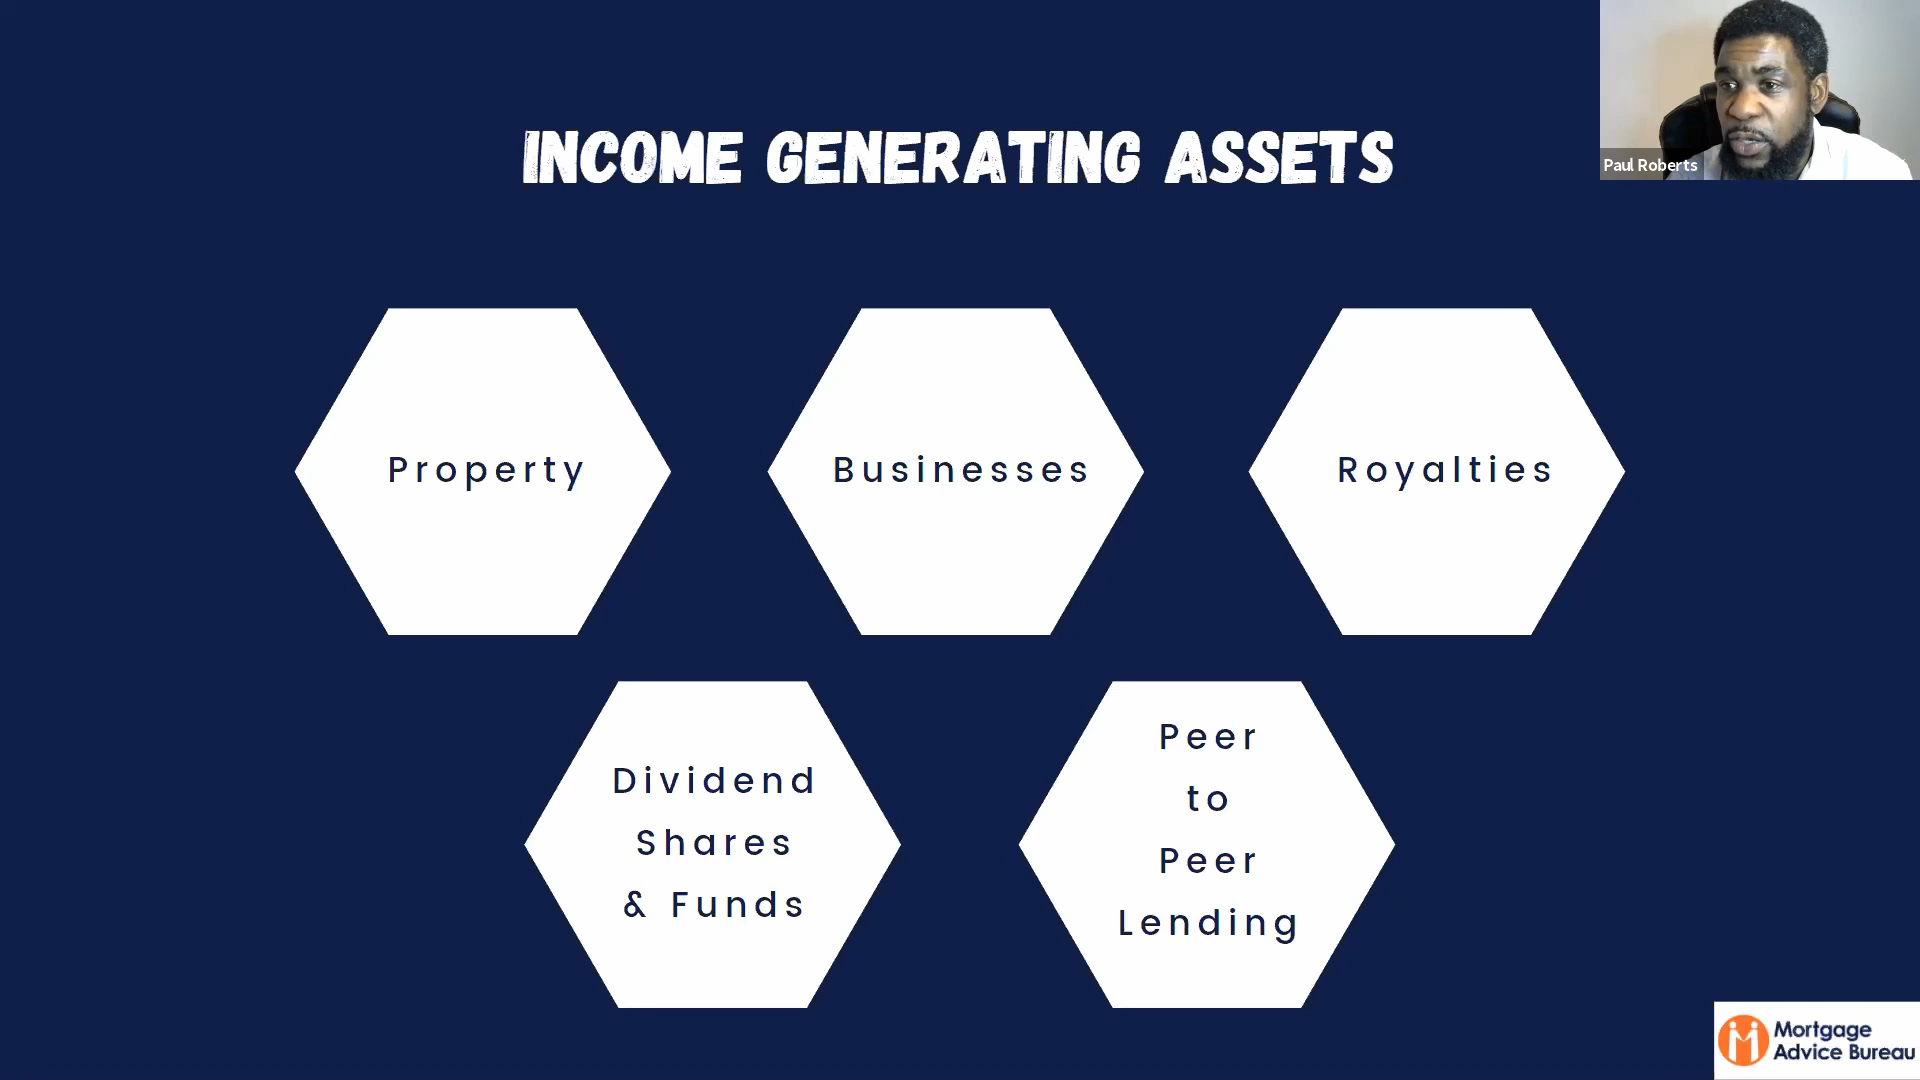 INCOME GENERATING ASSETS
Paul Roberts
Property
Businesses
Royalties
Dividend
Shares
& Funds
Peer
to
Peer
Lending
Mortgage
Advice Bureau